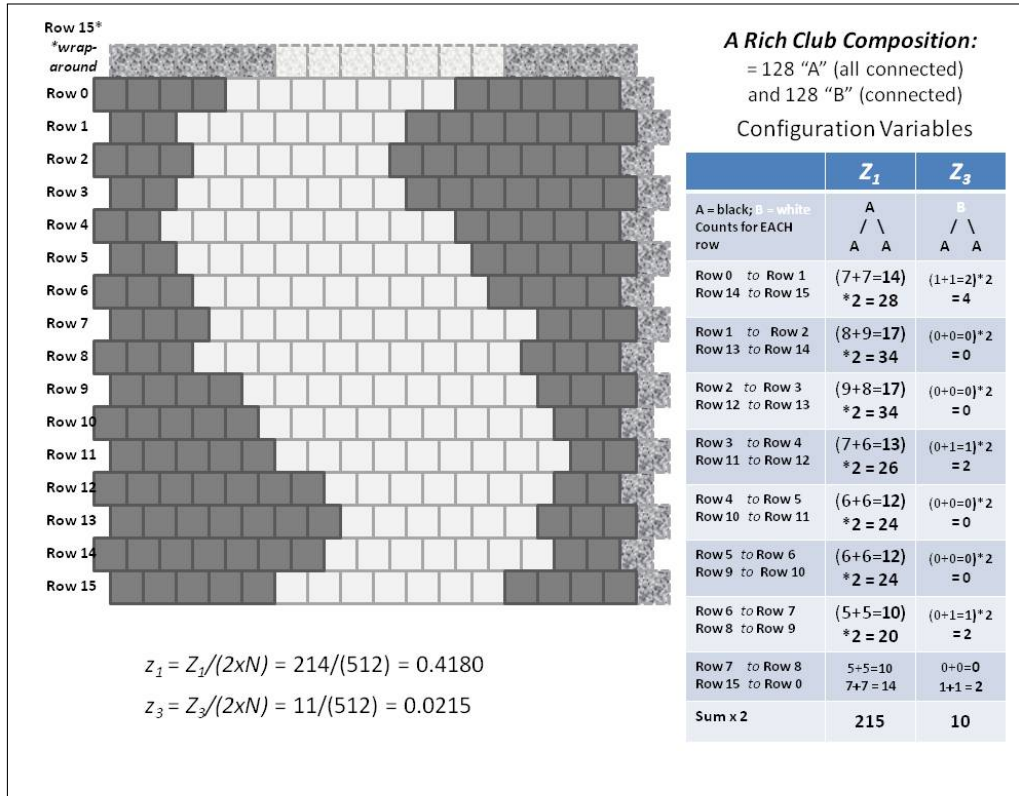 Row 15*
*wrap-
around
Row 0
Row 1
Row 2
Row 3
Row 4
Row 5
Row 6
Row 7
Row 8
Row 9
Row 10
Row 11
Row 12
Row 13
Row 14
Row 15
z₁ = Z₁/(2xN) = 214/(512) = 0.4180
z₃ = Z₃/(2xN) = 11/(512) = 0.0215
A Rich Club Composition:
= 128 “A” (all connected)
and 128 “B” (connected)
Configuration Variables
Z₁ Z₃
A = black; B = white
Counts for EACH
row
A
/ \
A A
B
/ \
A A
Row 0 to Row 1
Row 14 to Row 15
(7+7=14)
*2 = 28
(1+1=2)*2
= 4
Row 1 to Row 2
Row 13 to Row 14
(8+9=17)
*2 = 34
(0+0=0)*2
= 0
Row 2 to Row 3
Row 12 to Row 13
(9+8=17)
*2 = 34
(0+0=0)*2
= 0
Row 3 to Row 4
Row 11 to Row 12
(7+6=13)
*2 = 26
(0+1=1)*2
= 2
Row 4 to Row 5
Row 10 to Row 11
(6+6=12)
*2 = 24
(0+0=0)*2
= 0
Row 5 to Row 6
Row 9 to Row 10
(6+6=12)
*2 = 24
(0+0=0)*2
= 0
Row 6 to Row 7
Row 8 to Row 9
(5+5=10)
*2 = 20
(0+1=1)*2
= 2
Row 7 to Row 8
Row 15 to Row 0
5+5=10
7+7 = 14
0+0=0
1+1 = 2
Sum x 2 215 10